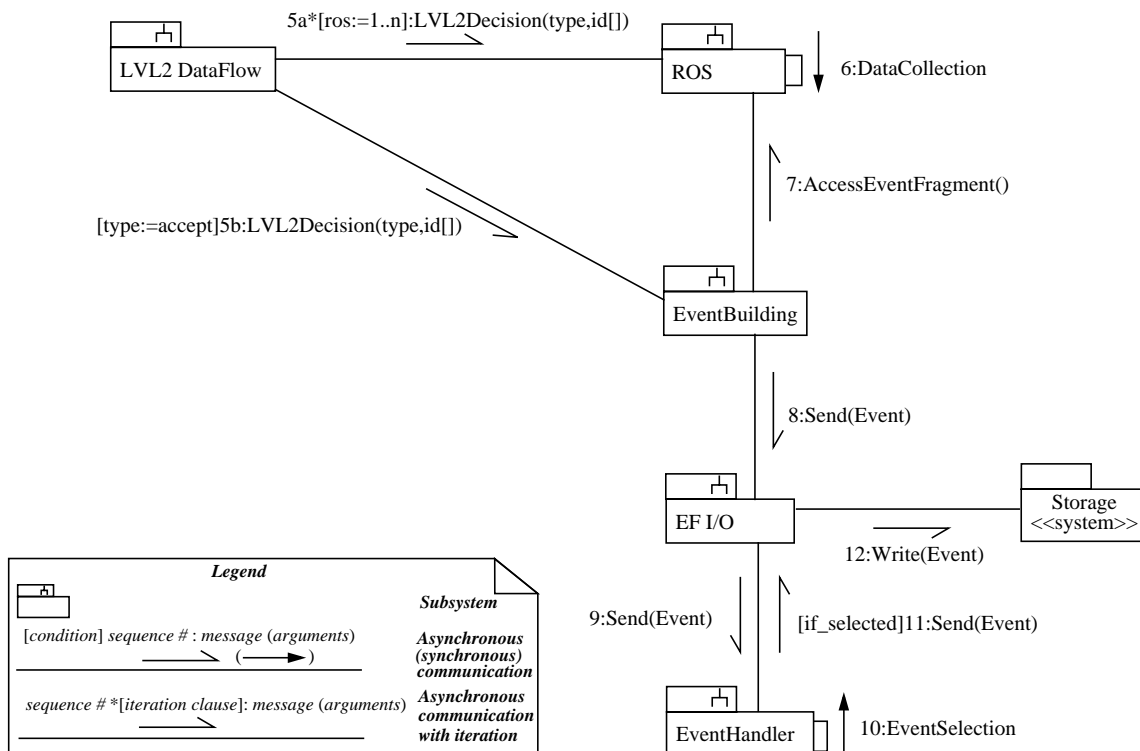 5a*[ros:=1..n]:LVL2Decision(type,id[])
LVL2 DataFlow
ROS
6:DataCollection
7:AccessEventFragment()
[type:=accept]5b:LVL2Decision(type,id[])
EventBuilding
8:Send(Event)
EF I/O
Storage
<<system>>
12:Write(Event)
9:Send(Event)
[if_selected]11:Send(Event)
EventHandler
10:EventSelection
Legend
Subsystem
[condition] sequence # : message (arguments)
( )
Asynchronous
(synchronous)
communication
sequence # *[iteration clause]: message (arguments)
Asynchronous
communication
with iteration